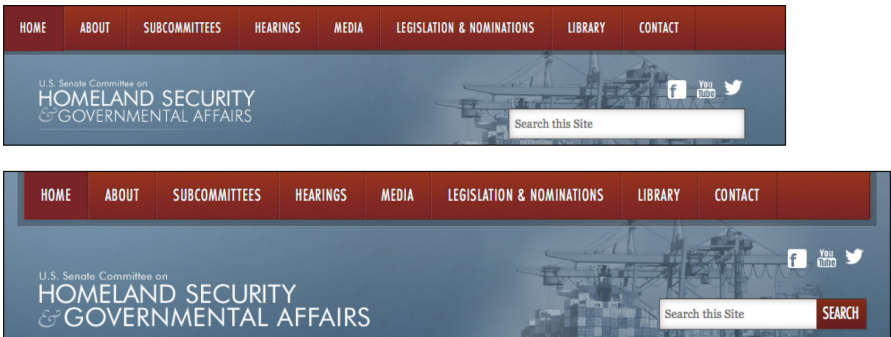 HOME ABOUT SUBCOMMITTEES HEARINGS MEDIA LEGISLATION & NOMINATIONS LIBRARY CONTACT
U.S. Senate Committee on
HOMELAND SECURITY
& GOVERNMENTAL AFFAIRS
f You Tube
Search this Site
HOME ABOUT SUBCOMMITTEES HEARINGS MEDIA LEGISLATION & NOMINATIONS LIBRARY CONTACT
U.S. Senate Committee on
HOMELAND SECURITY
& GOVERNMENTAL AFFAIRS
f You Tube
Search this Site SEARCH